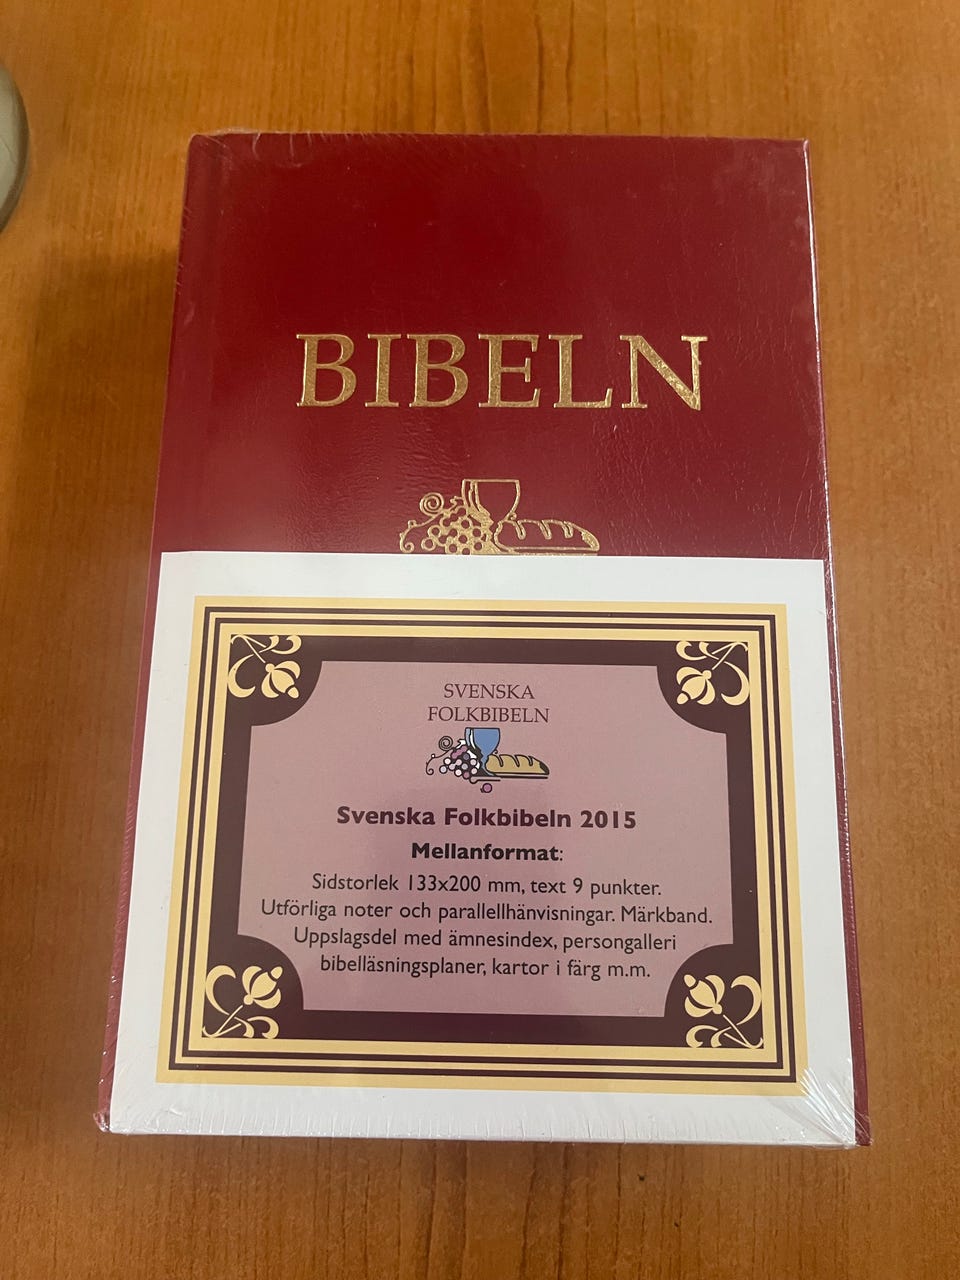 BIBELN
SVENSKA
FOLKBIBELN
Svenska Folkbibeln 2015
Mellanformat:
Sidstorlek 133x200 mm, text 9 punkter.
Utförliga noter och parallellhänvisningar. Märkband.
Uppslagsdel med ämnesindex, persongalleri
bibelläsningsplaner, kartor i färg m.m.